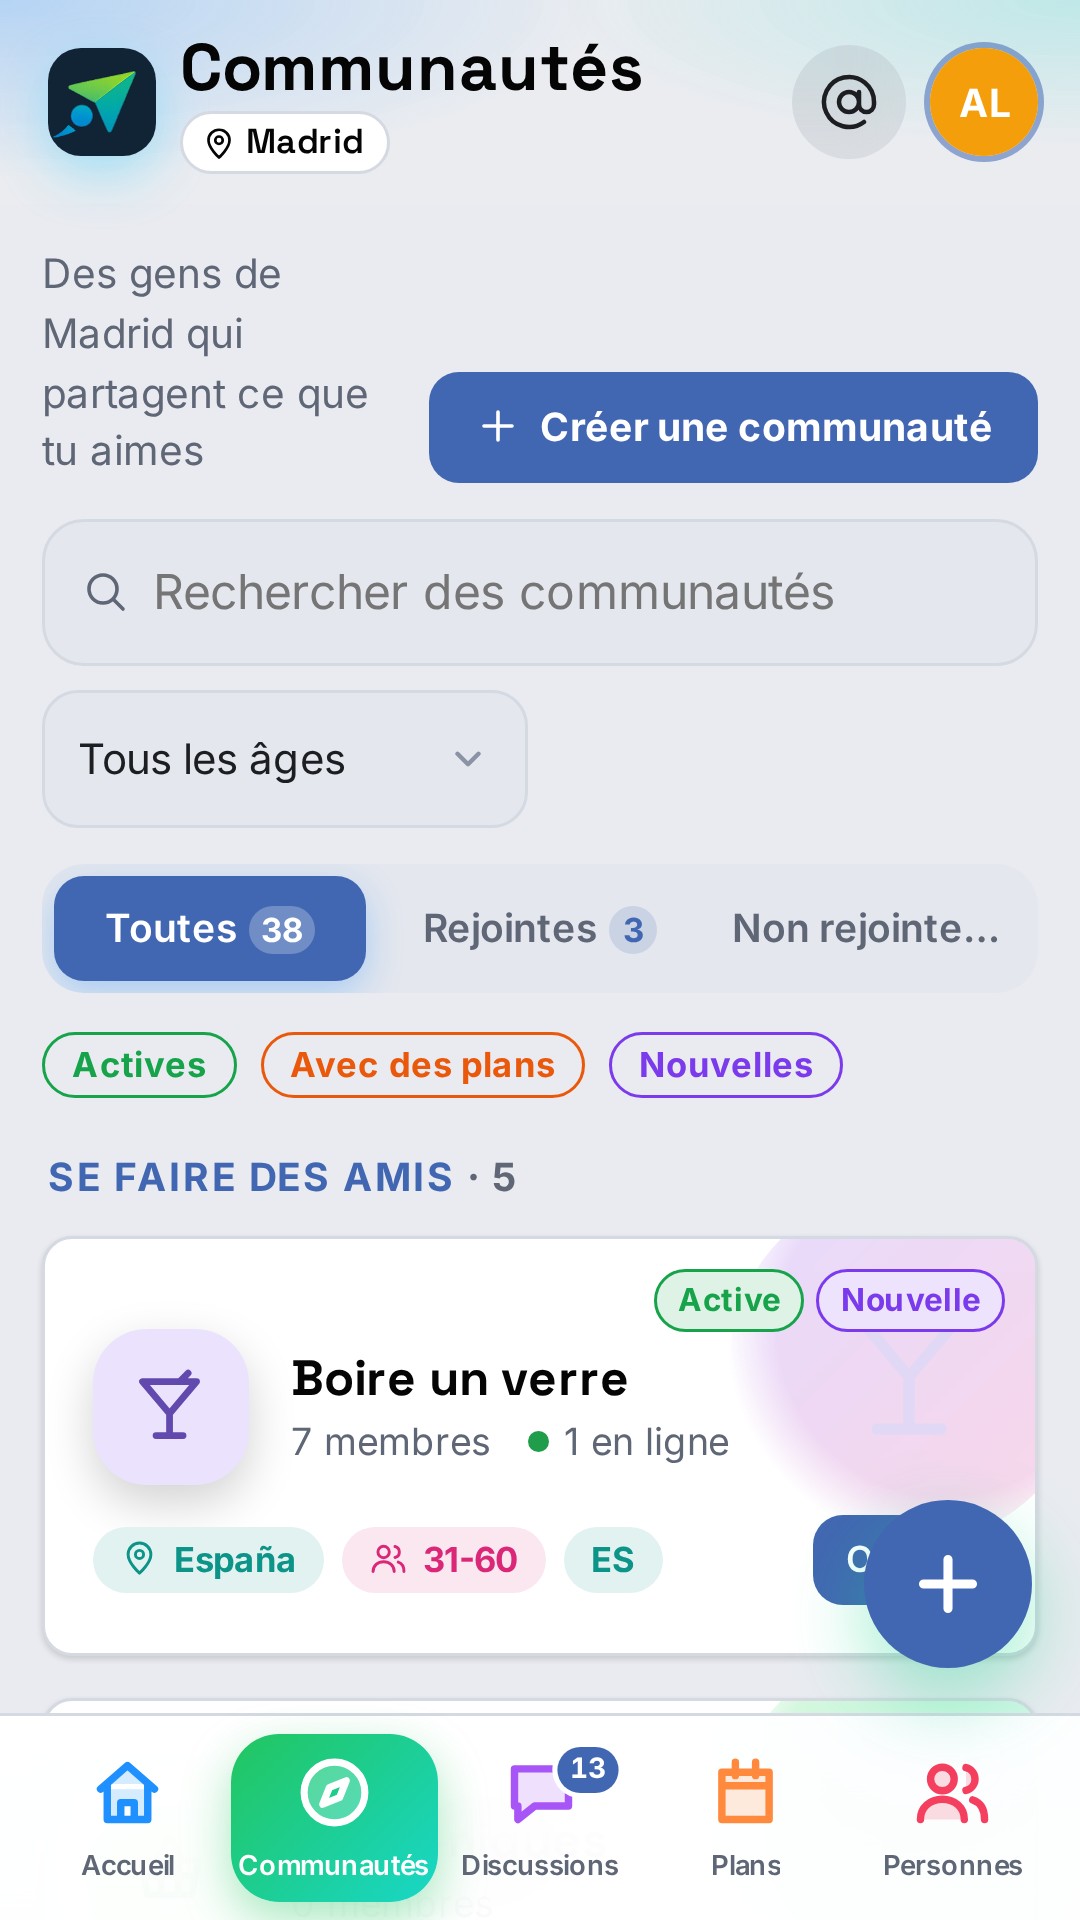 Communautés
Madrid
@
AL
Des gens de
Madrid qui
partagent ce que
tu aimes
+ Créer une communauté
Rechercher des communautés
Tous les âges
Toutes 38
Rejointes 3
Non rejointe...
Actives
Avec des plans
Nouvelles
SE FAIRE DES AMIS · 5
Active
Nouvelle
Boire un verre
7 membres
1 en ligne
España
31-60
ES
13
Accueil
Communautés
Discussions
Plans
Personnes